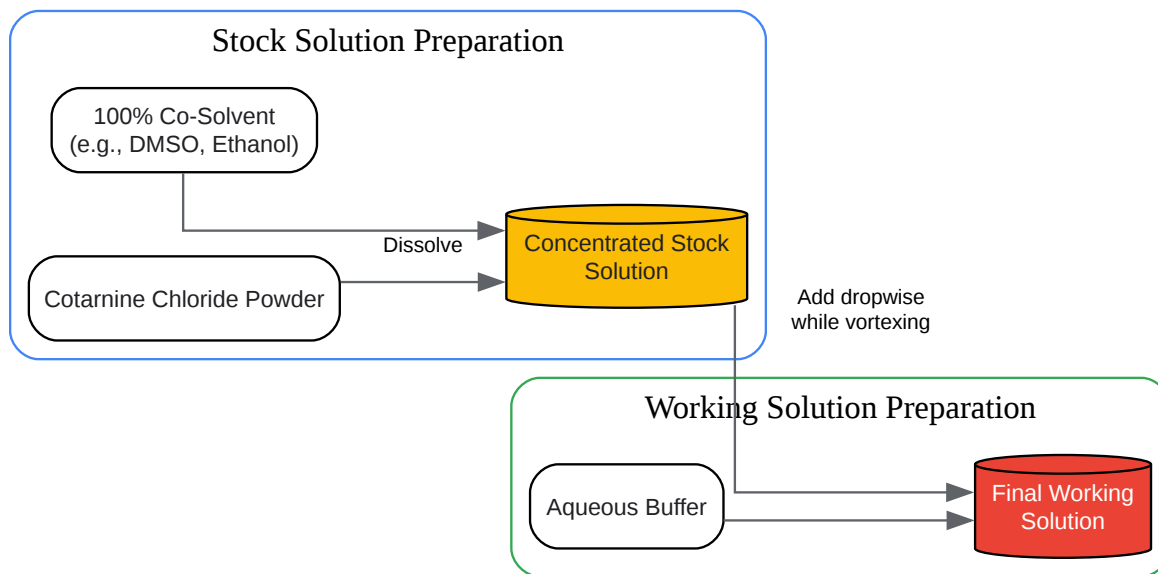 Stock Solution Preparation
100% Co-Solvent
(e.g., DMSO, Ethanol)
Dissolve
Concentrated Stock
Solution
Cotarnine Chloride Powder
Add dropwise
while vortexing
Working Solution Preparation
Aqueous Buffer
Final Working
Solution